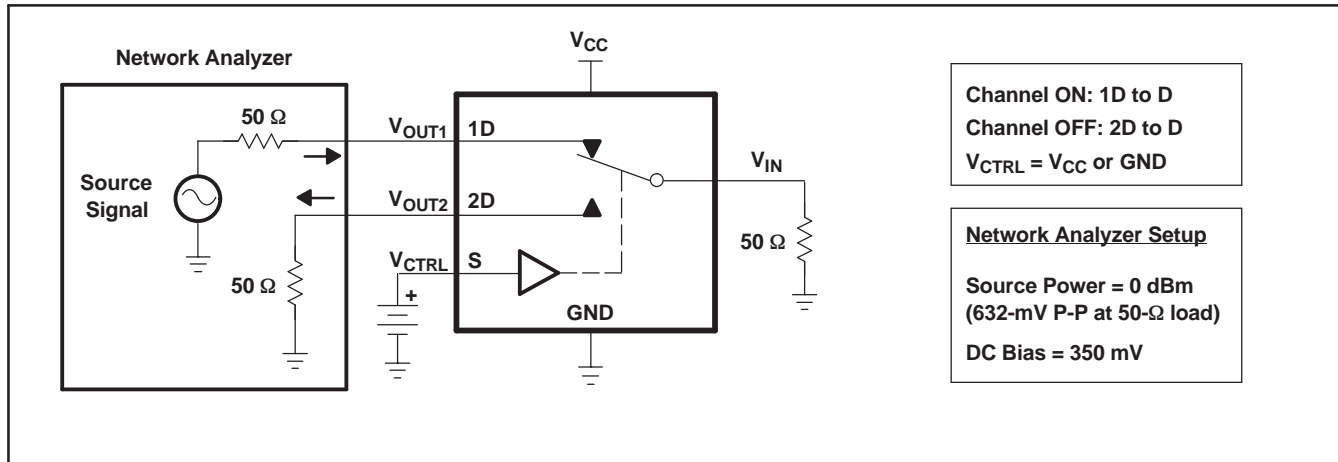 Network Analyzer
50 Ω
Source
Signal
50 Ω
VOUT1
VOUT2
VCTRL
+
VCC
1D
2D
S
GND
VIN
50 Ω
Channel ON: 1D to D
Channel OFF: 2D to D
VCTRL = VCC or GND
Network Analyzer Setup
Source Power = 0 dBm
(632-mV P-P at 50-Ω load)
DC Bias = 350 mV